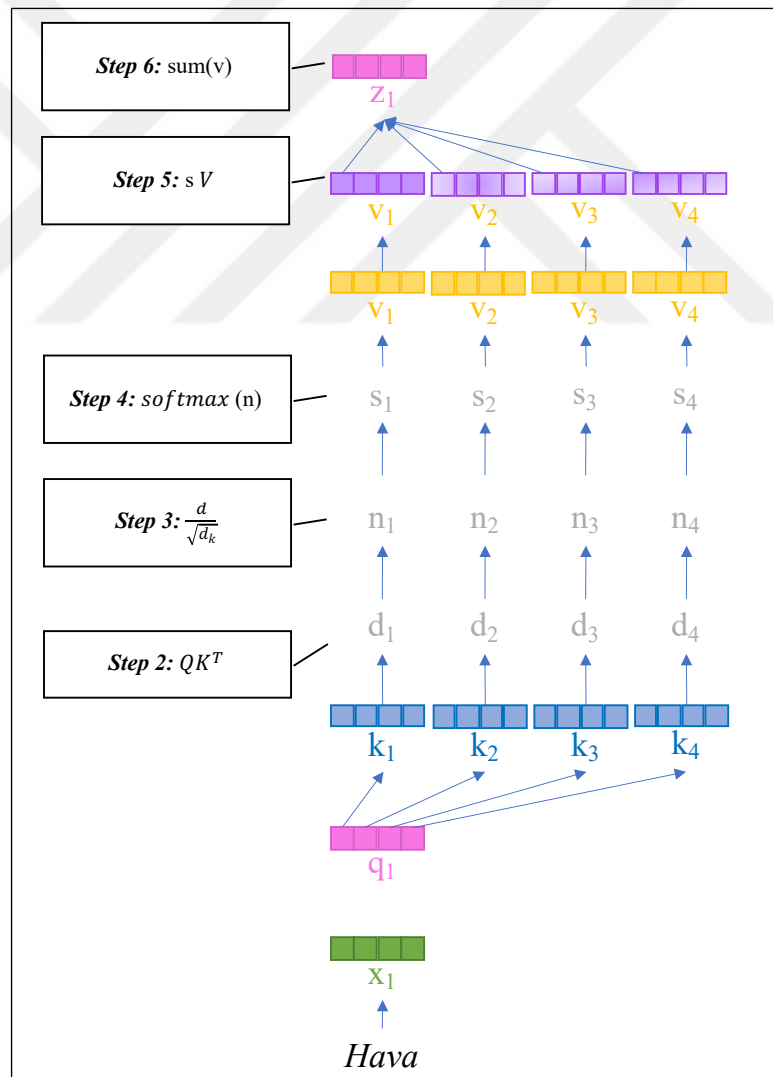 Step 6: sum(v)
z₁
Step 5: s V
v₁ v₂ v₃ v₄
v₁ v₂ v₃ v₄
Step 4: softmax (n)
s₁ s₂ s₃ s₄
Step 3: d/√dₖ
n₁ n₂ n₃ n₄
d₁ d₂ d₃ d₄
Step 2: QKᵀ
k₁ k₂ k₃ k₄
q₁
x₁
Hava